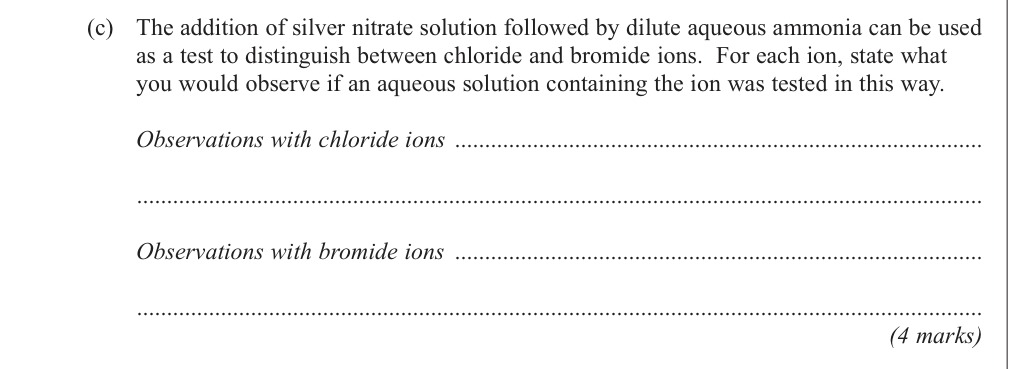 (c) The addition of silver nitrate solution followed by dilute aqueous ammonia can be used
as a test to distinguish between chloride and bromide ions. For each ion, state what
you would observe if an aqueous solution containing the ion was tested in this way.
Observations with chloride ions ........................................................................................
.............................................................................................................................................
Observations with bromide ions ........................................................................................
.............................................................................................................................................
(4 marks)